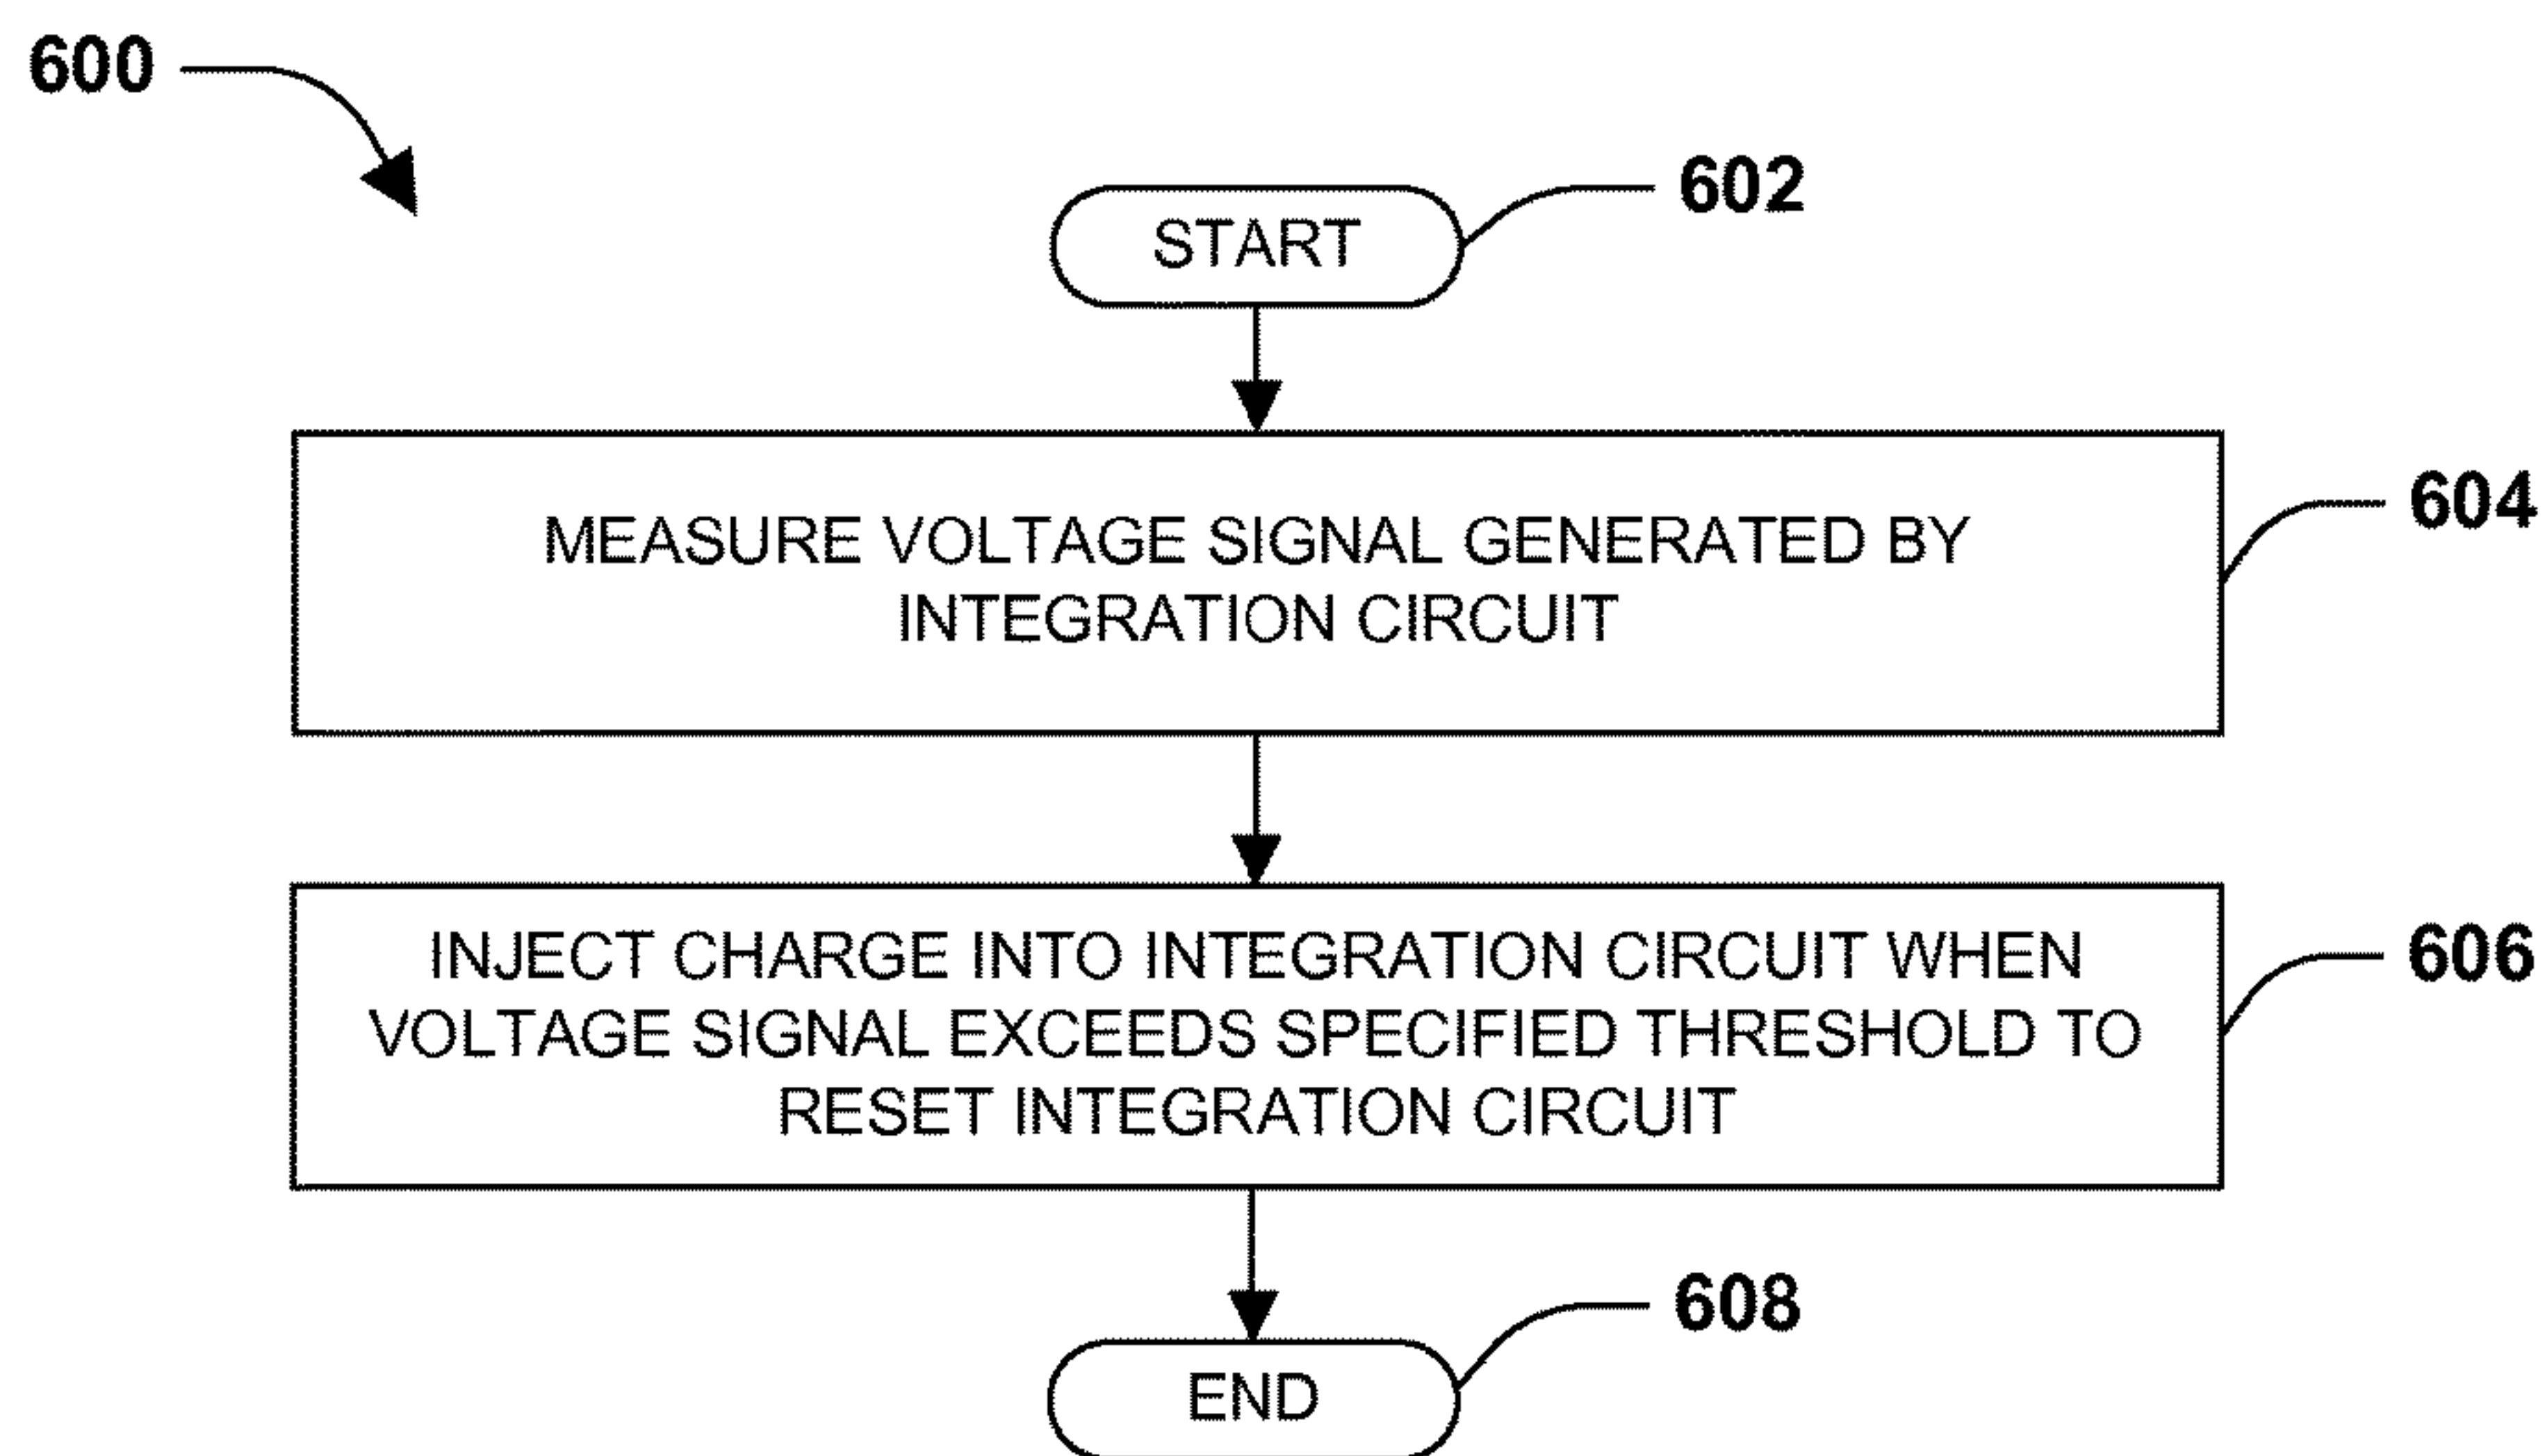 600
602
START
MEASURE VOLTAGE SIGNAL GENERATED BY
INTEGRATION CIRCUIT
604
INJECT CHARGE INTO INTEGRATION CIRCUIT WHEN
VOLTAGE SIGNAL EXCEEDS SPECIFIED THRESHOLD TO
RESET INTEGRATION CIRCUIT
606
608
END